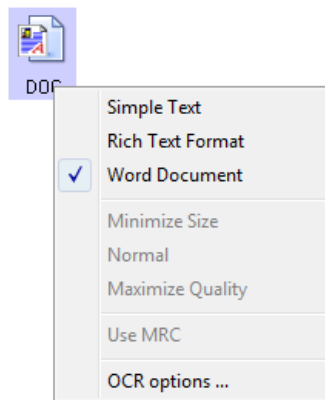 DOC
Simple Text
Rich Text Format
Word Document
Minimize Size
Normal
Maximize Quality
Use MRC
OCR options ...